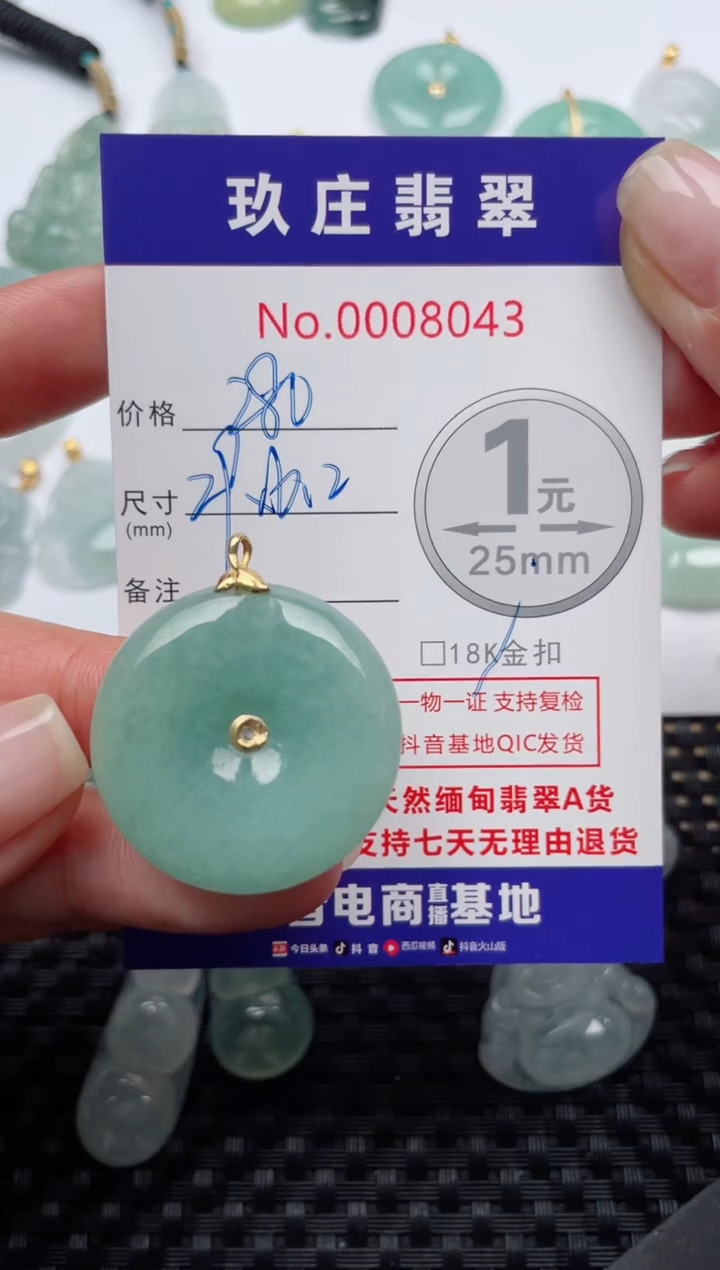 玖庄翡翠
No.0008043
价格 280
尺寸
(mm)
备注
1元
25mm
□18K金扣
一物一证 支持复检
抖音基地QIC发货
天然缅甸翡翠A货
支持七天无理由退货
电商直播基地
今日头条 抖音 西瓜视频 抖音火山版